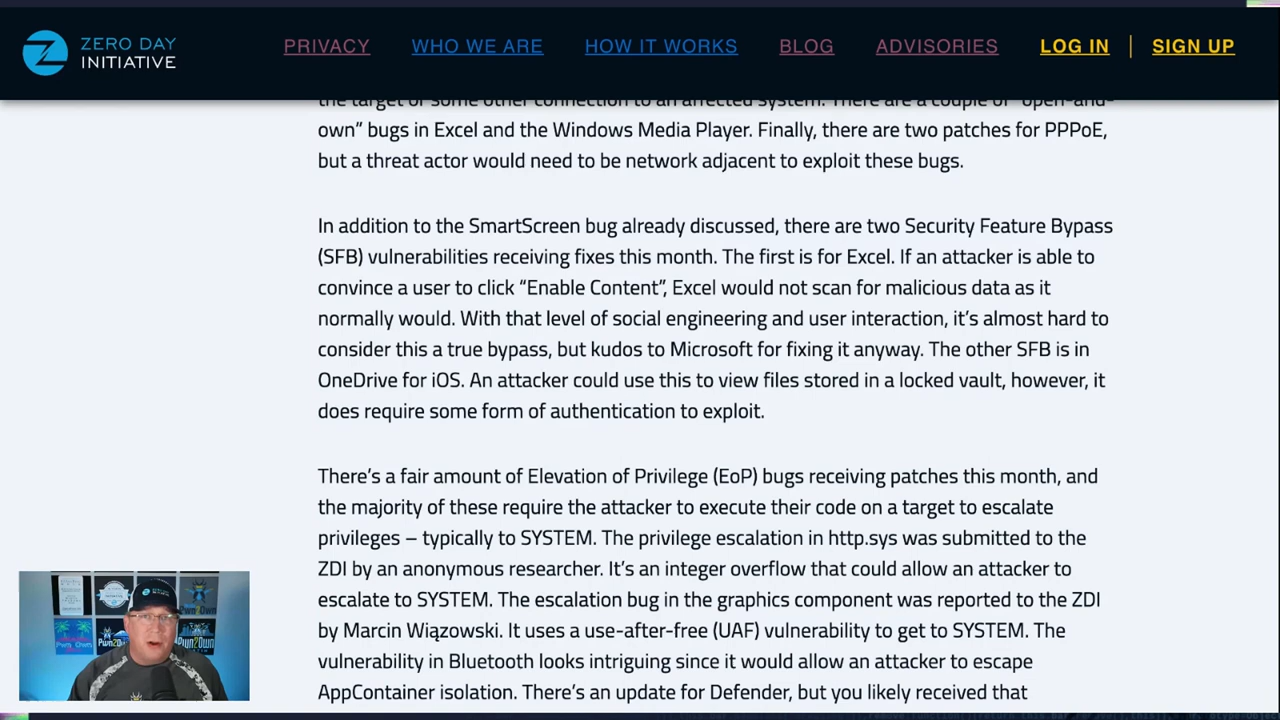 ZERO DAY
INITIATIVE
PRIVACY
WHO WE ARE
HOW IT WORKS
BLOG
ADVISORIES
LOG IN
SIGN UP
the target or some other connection to an affected system. There are a couple of "open-and-
own” bugs in Excel and the Windows Media Player. Finally, there are two patches for PPPoE,
but a threat actor would need to be network adjacent to exploit these bugs.
In addition to the SmartScreen bug already discussed, there are two Security Feature Bypass
(SFB) vulnerabilities receiving fixes this month. The first is for Excel. If an attacker is able to
convince a user to click “Enable Content”, Excel would not scan for malicious data as it
normally would. With that level of social engineering and user interaction, it’s almost hard to
consider this a true bypass, but kudos to Microsoft for fixing it anyway. The other SFB is in
OneDrive for iOS. An attacker could use this to view files stored in a locked vault, however, it
does require some form of authentication to exploit.
There’s a fair amount of Elevation of Privilege (EoP) bugs receiving patches this month, and
the majority of these require the attacker to execute their code on a target to escalate
privileges – typically to SYSTEM. The privilege escalation in http.sys was submitted to the
ZDI by an anonymous researcher. It’s an integer overflow that could allow an attacker to
escalate to SYSTEM. The escalation bug in the graphics component was reported to the ZDI
by Marcin Wiązowski. It uses a use-after-free (UAF) vulnerability to get to SYSTEM. The
vulnerability in Bluetooth looks intriguing since it would allow an attacker to escape
AppContainer isolation. There’s an update for Defender, but you likely received that